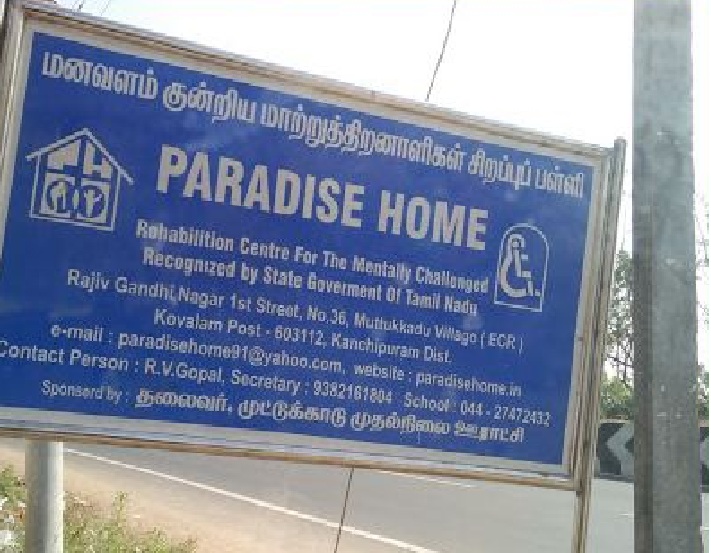 மனவளம் குன்றிய மாற்றுத்திறனாளிகள் சிறப்புப் பள்ளி
PARADISE HOME
Rehabilition Centre For The Mentally Challenged
Recognized by State Goverment Of Tamil Nadu
Rajiv Gandhi Nagar 1st Street, No.36, Muttukkadu Village ( ECR )
Kovalam Post - 603112, Kanchipuram Dist.
e-mail : paradisehome91@yahoo.com, website : paradisehome.in
Contact Person : R.V.Gopal, Secretary : 9382161804 School : 044 - 27472432
Sponserd by : தலைவர், முட்டுக்காடு முதல்நிலை ஊராட்சி